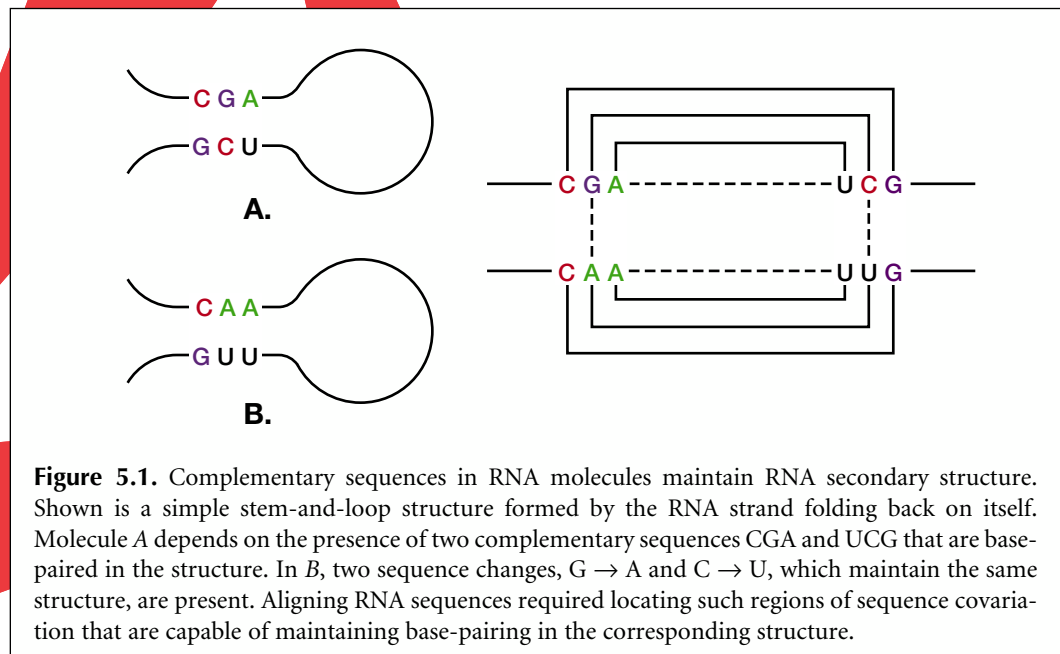 C G A
G C U
A.
C A A
G U U
B.
C G A U C G
C A A U U G
Figure 5.1. Complementary sequences in RNA molecules maintain RNA secondary structure.
Shown is a simple stem-and-loop structure formed by the RNA strand folding back on itself.
Molecule A depends on the presence of two complementary sequences CGA and UCG that are base-
paired in the structure. In B, two sequence changes, G → A and C → U, which maintain the same
structure, are present. Aligning RNA sequences required locating such regions of sequence covaria-
tion that are capable of maintaining base-pairing in the corresponding structure.